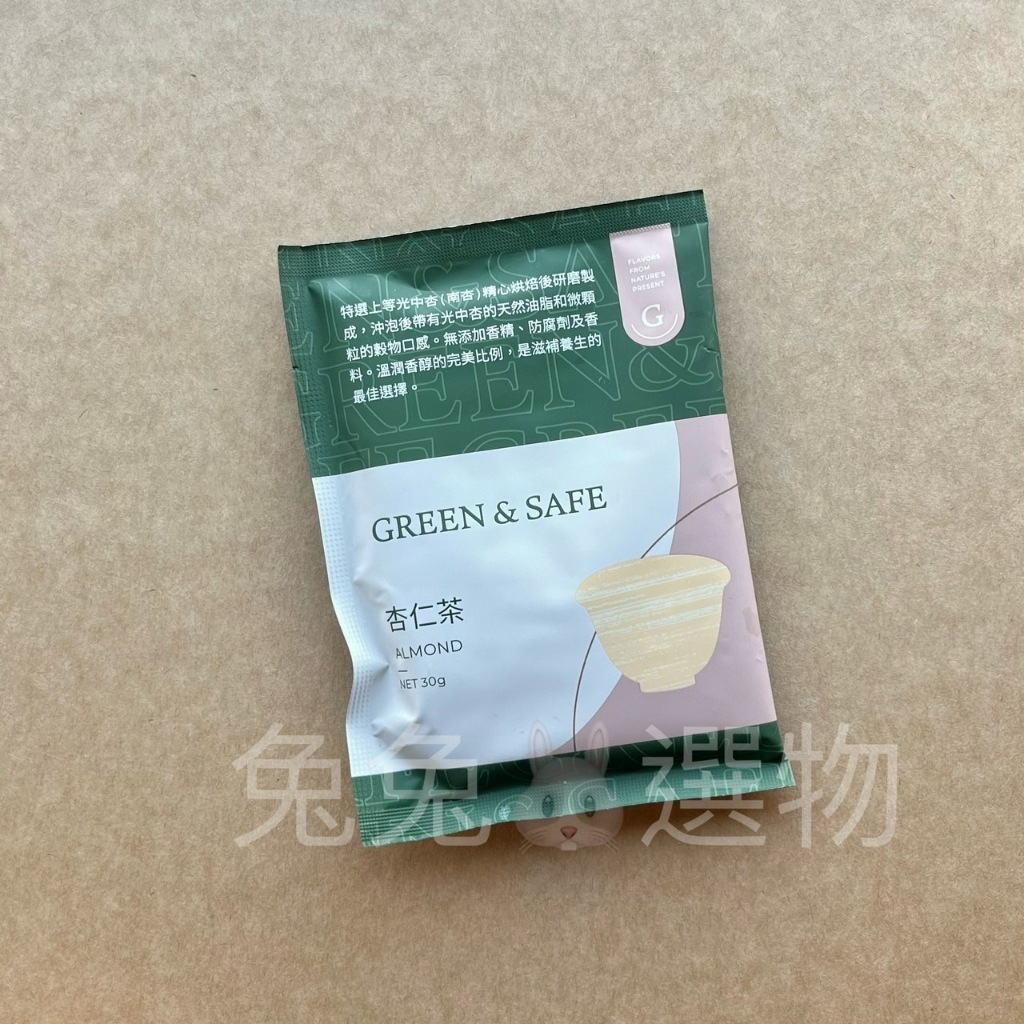 特選上等光中杏(南杏)精心烘焙後研磨製
成，沖泡後帶有光中杏的天然油脂和微顆
粒的穀物口感。無添加香精、防腐劑及香
料。溫潤香醇的完美比例，是滋補養生的
最佳選擇。
FLAVORS
FROM
NATURE'S
PRESENT
G
GREEN & SAFE
杏仁茶
ALMOND
NET 30g
兔兔選物